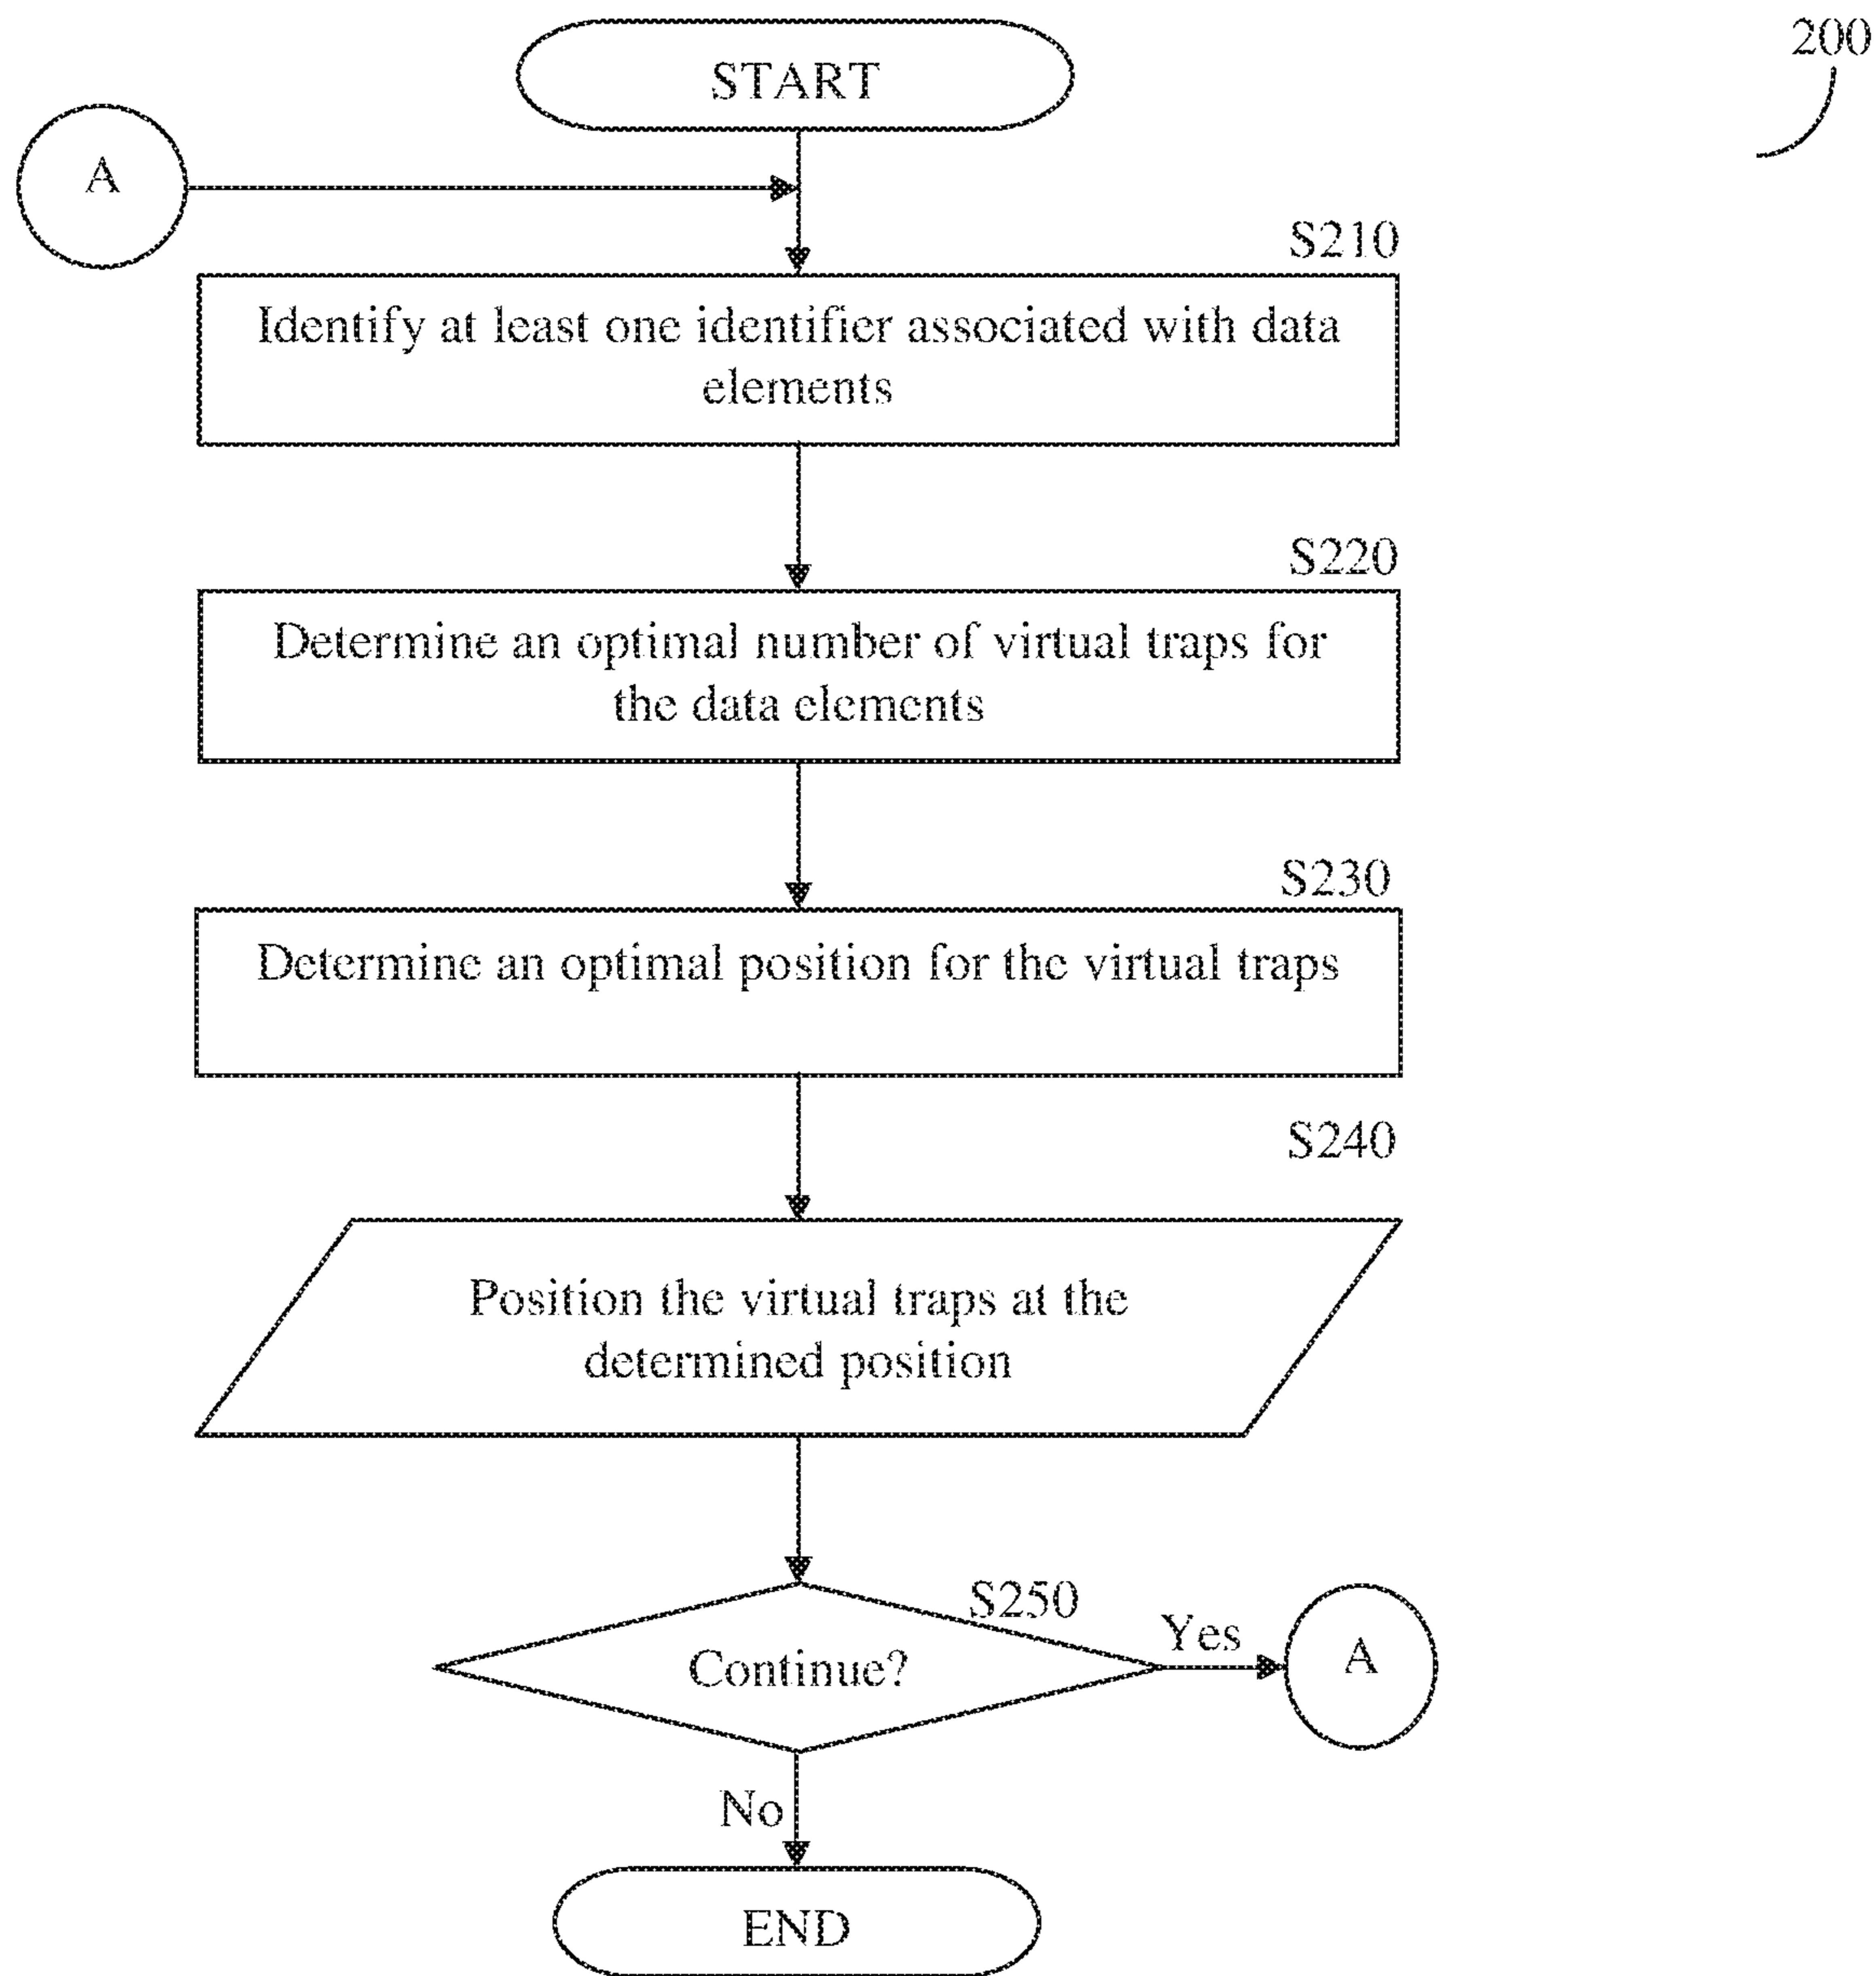 200
START
A
S210
Identify at least one identifier associated with data
elements
S220
Determine an optimal number of virtual traps for
the data elements
S230
Determine an optimal position for the virtual traps
S240
Position the virtual traps at the
determined position
S250
Continue?
Yes
A
No
END